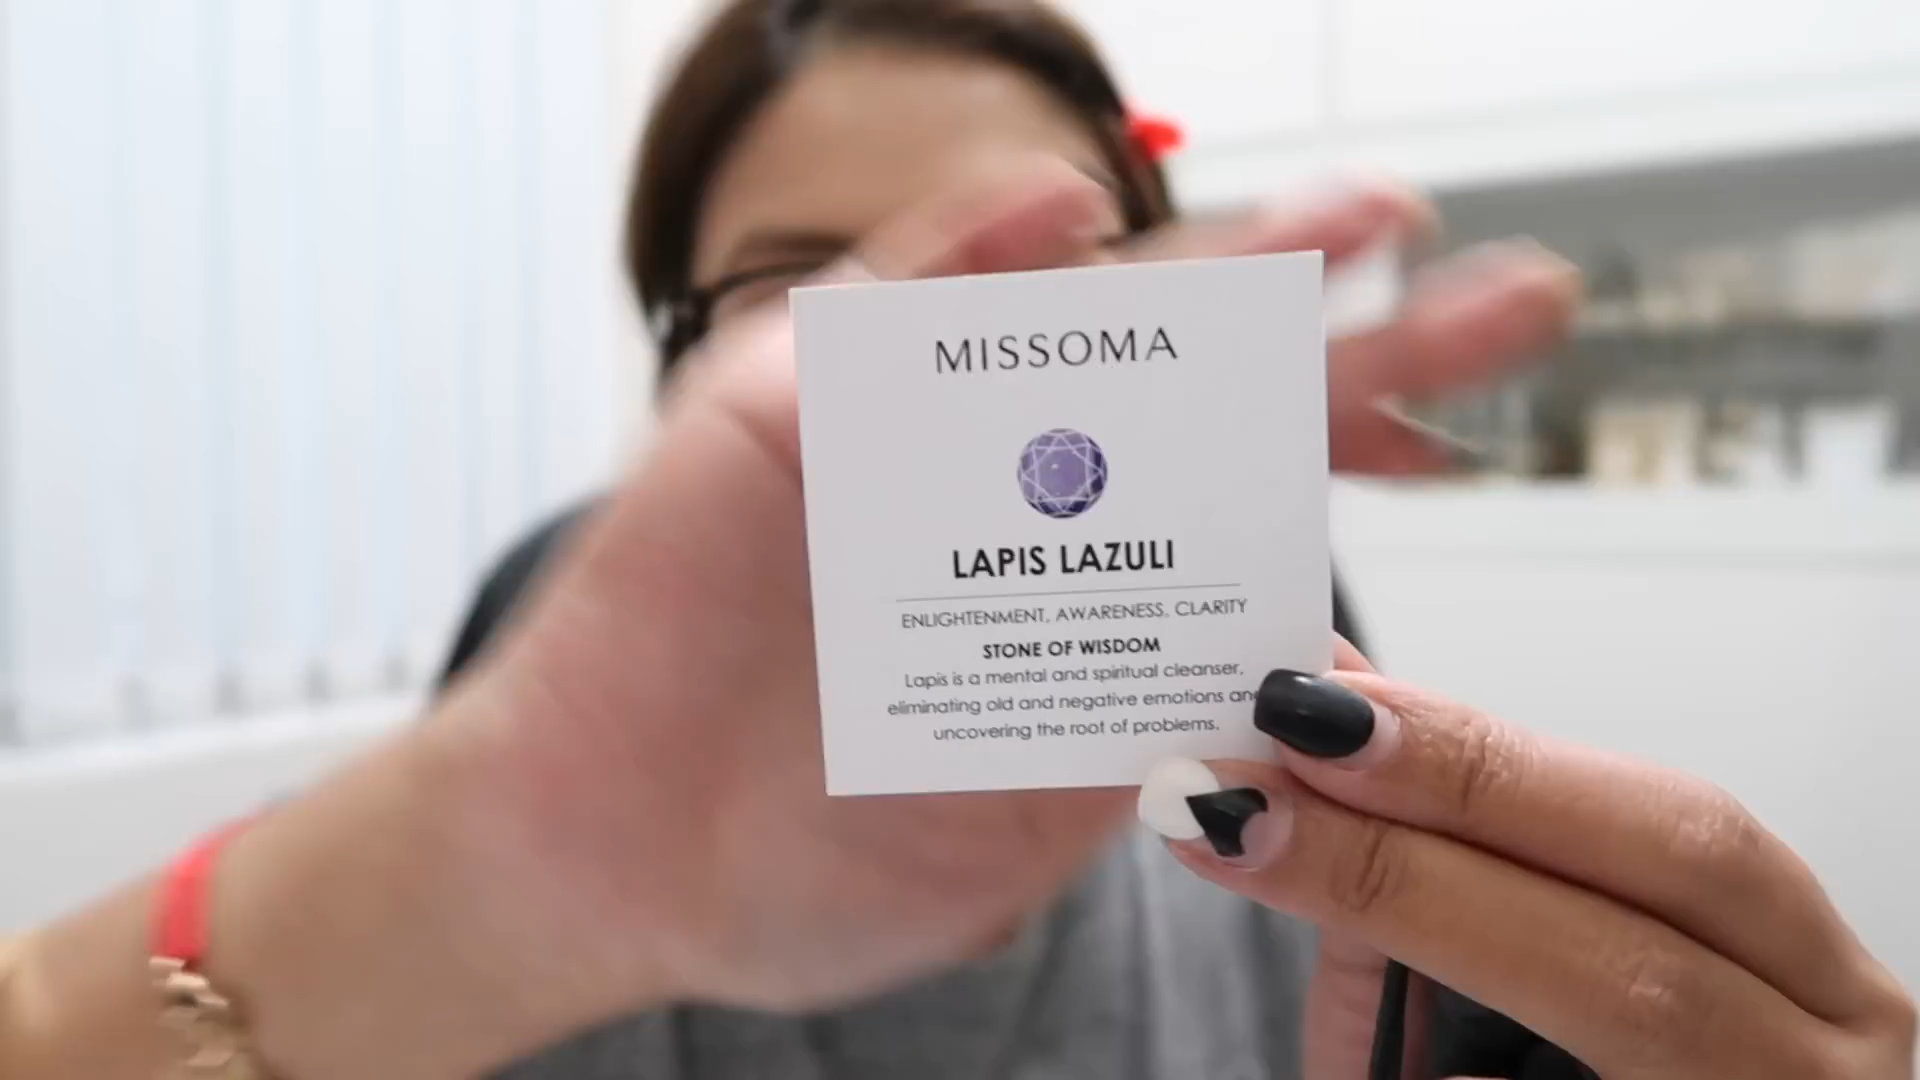 MISSOMA
LAPIS LAZULI
ENLIGHTENMENT, AWARENESS, CLARITY
STONE OF WISDOM
Lapis is a mental and spiritual cleanser,
eliminating old and negative emotions and
uncovering the root of problems.